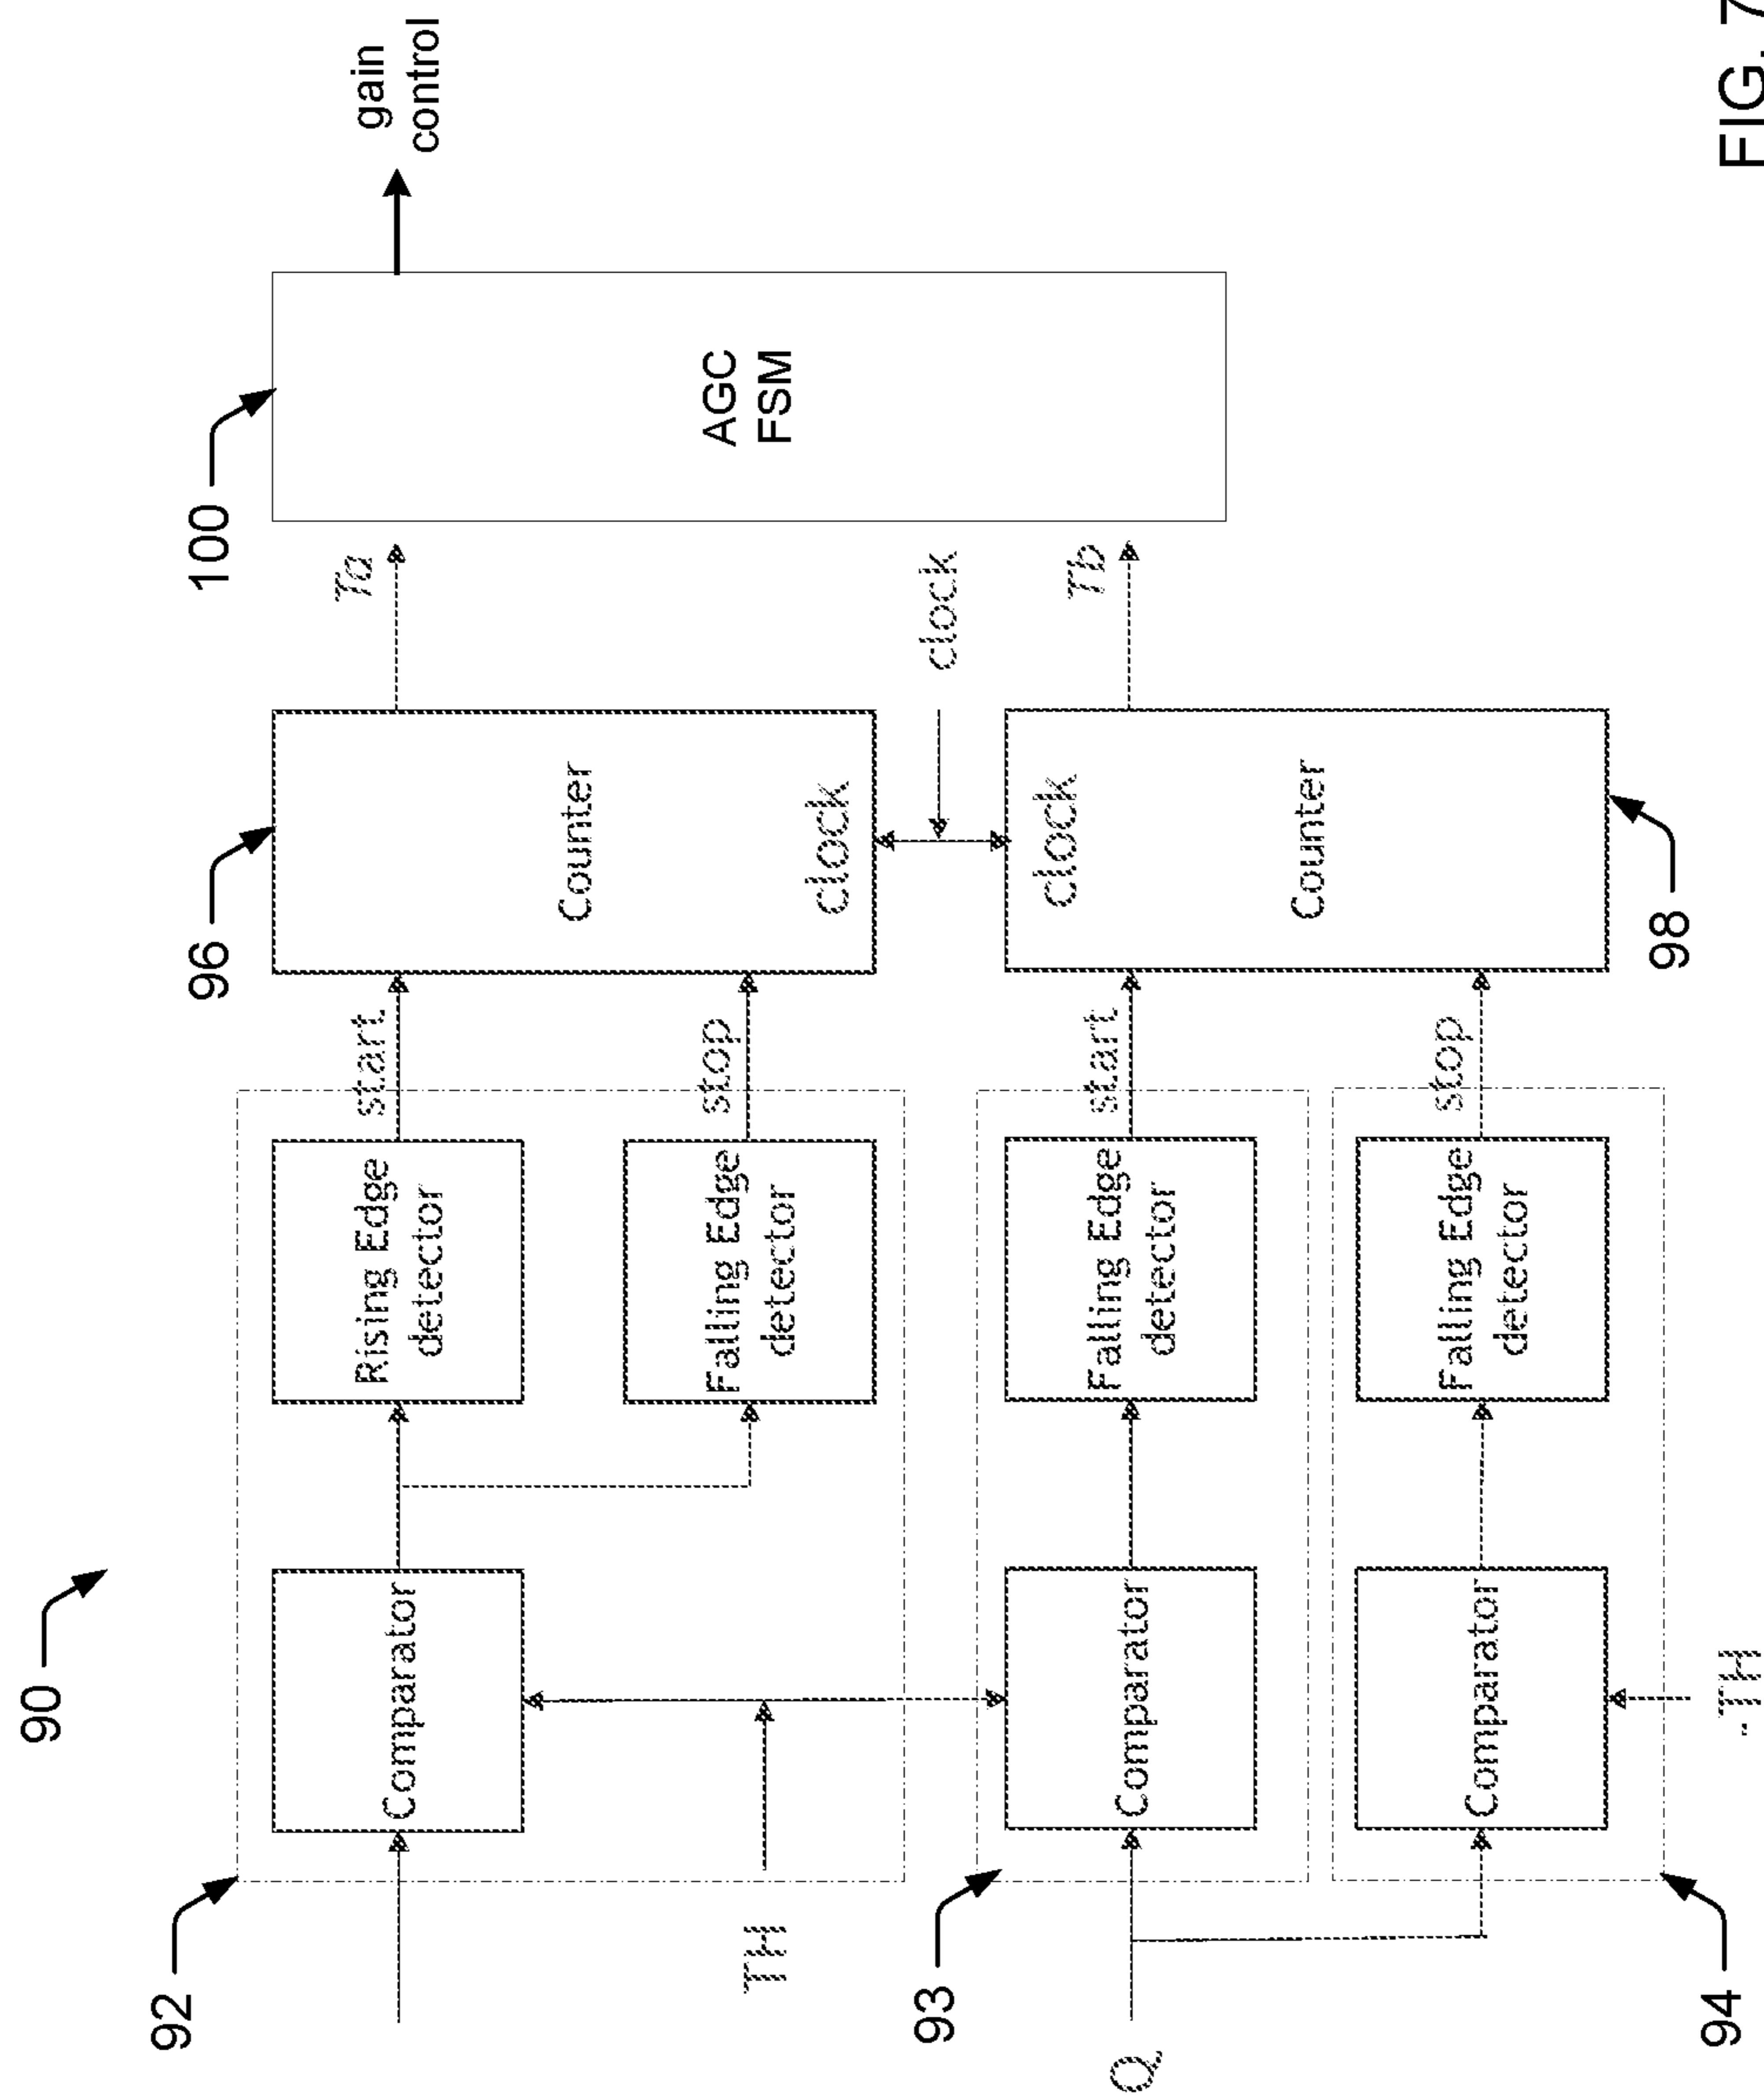 90
92
Comparator
Rising Edge
detector
start
Falling Edge
detector
stop
96
Counter
clock
Ta
100
AGC
FSM
gain
control
TH
clock
93
Q
Comparator
Falling Edge
detector
start
clock
Counter
Tb
94
Comparator
Falling Edge
detector
stop
98
-TH
FIG. 7